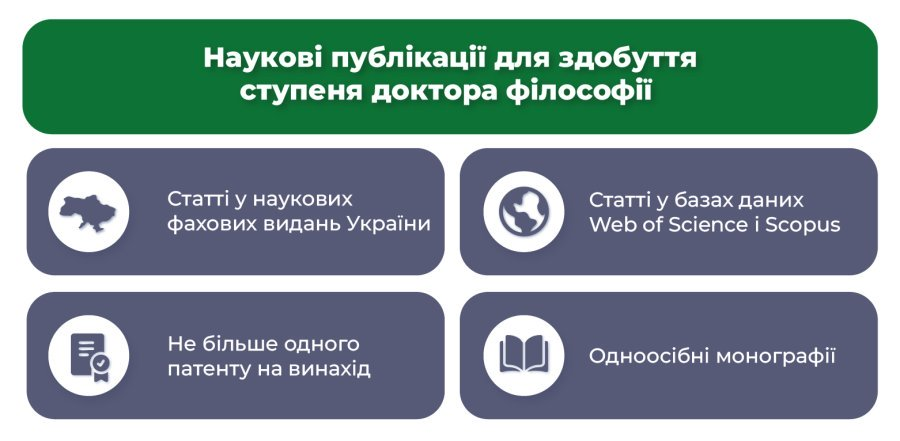 Наукові публікації для здобуття
ступеня доктора філософії
Статті у наукових
фахових видань України
Статті у базах даних
Web of Science і Scopus
Не більше одного
патенту на винахід
Одноосібні монографії